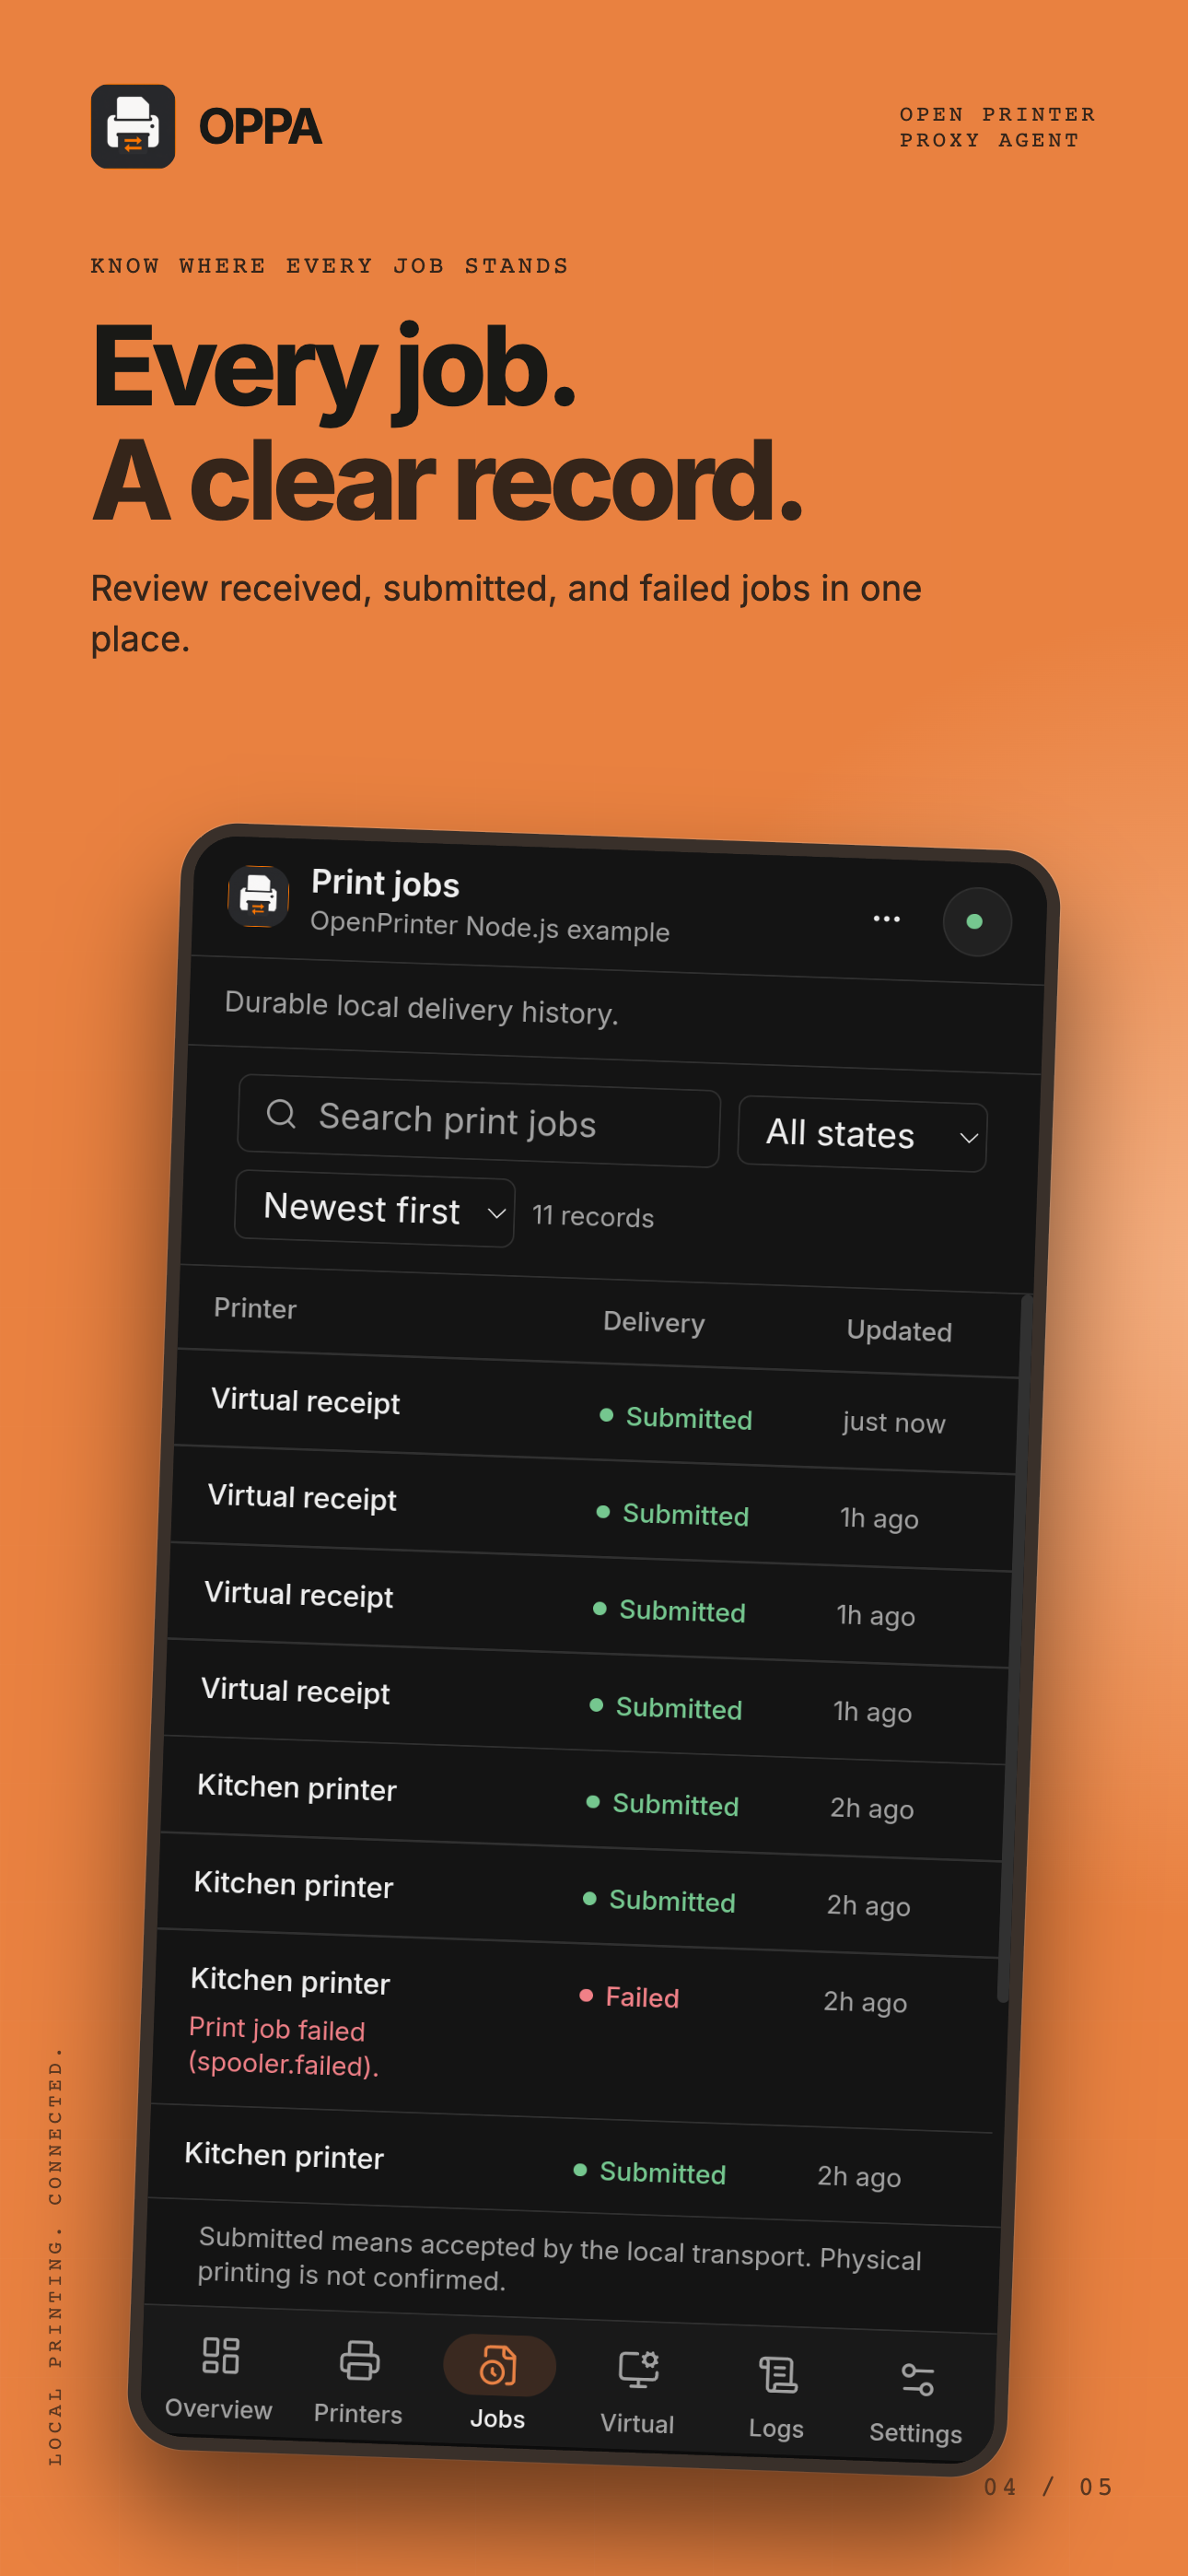 OPPA
OPEN PRINTER
PROXY AGENT
KNOW WHERE EVERY JOB STANDS
Every job.
A clear record.
Review received, submitted, and failed jobs in one
place.
Print jobs
OpenPrinter Node.js example
Durable local delivery history.
Search print jobs
All states
Newest first
11 records
Printer Delivery Updated
Virtual receipt Submitted just now
Virtual receipt Submitted 1h ago
Virtual receipt Submitted 1h ago
Virtual receipt Submitted 1h ago
Kitchen printer Submitted 2h ago
Kitchen printer Submitted 2h ago
Kitchen printer Failed 2h ago
Print job failed
(spooler.failed).
Kitchen printer Submitted 2h ago
Submitted means accepted by the local transport. Physical
printing is not confirmed.
Overview Printers Jobs Virtual Logs Settings
LOCAL PRINTING. CONNECTED.
04 / 05